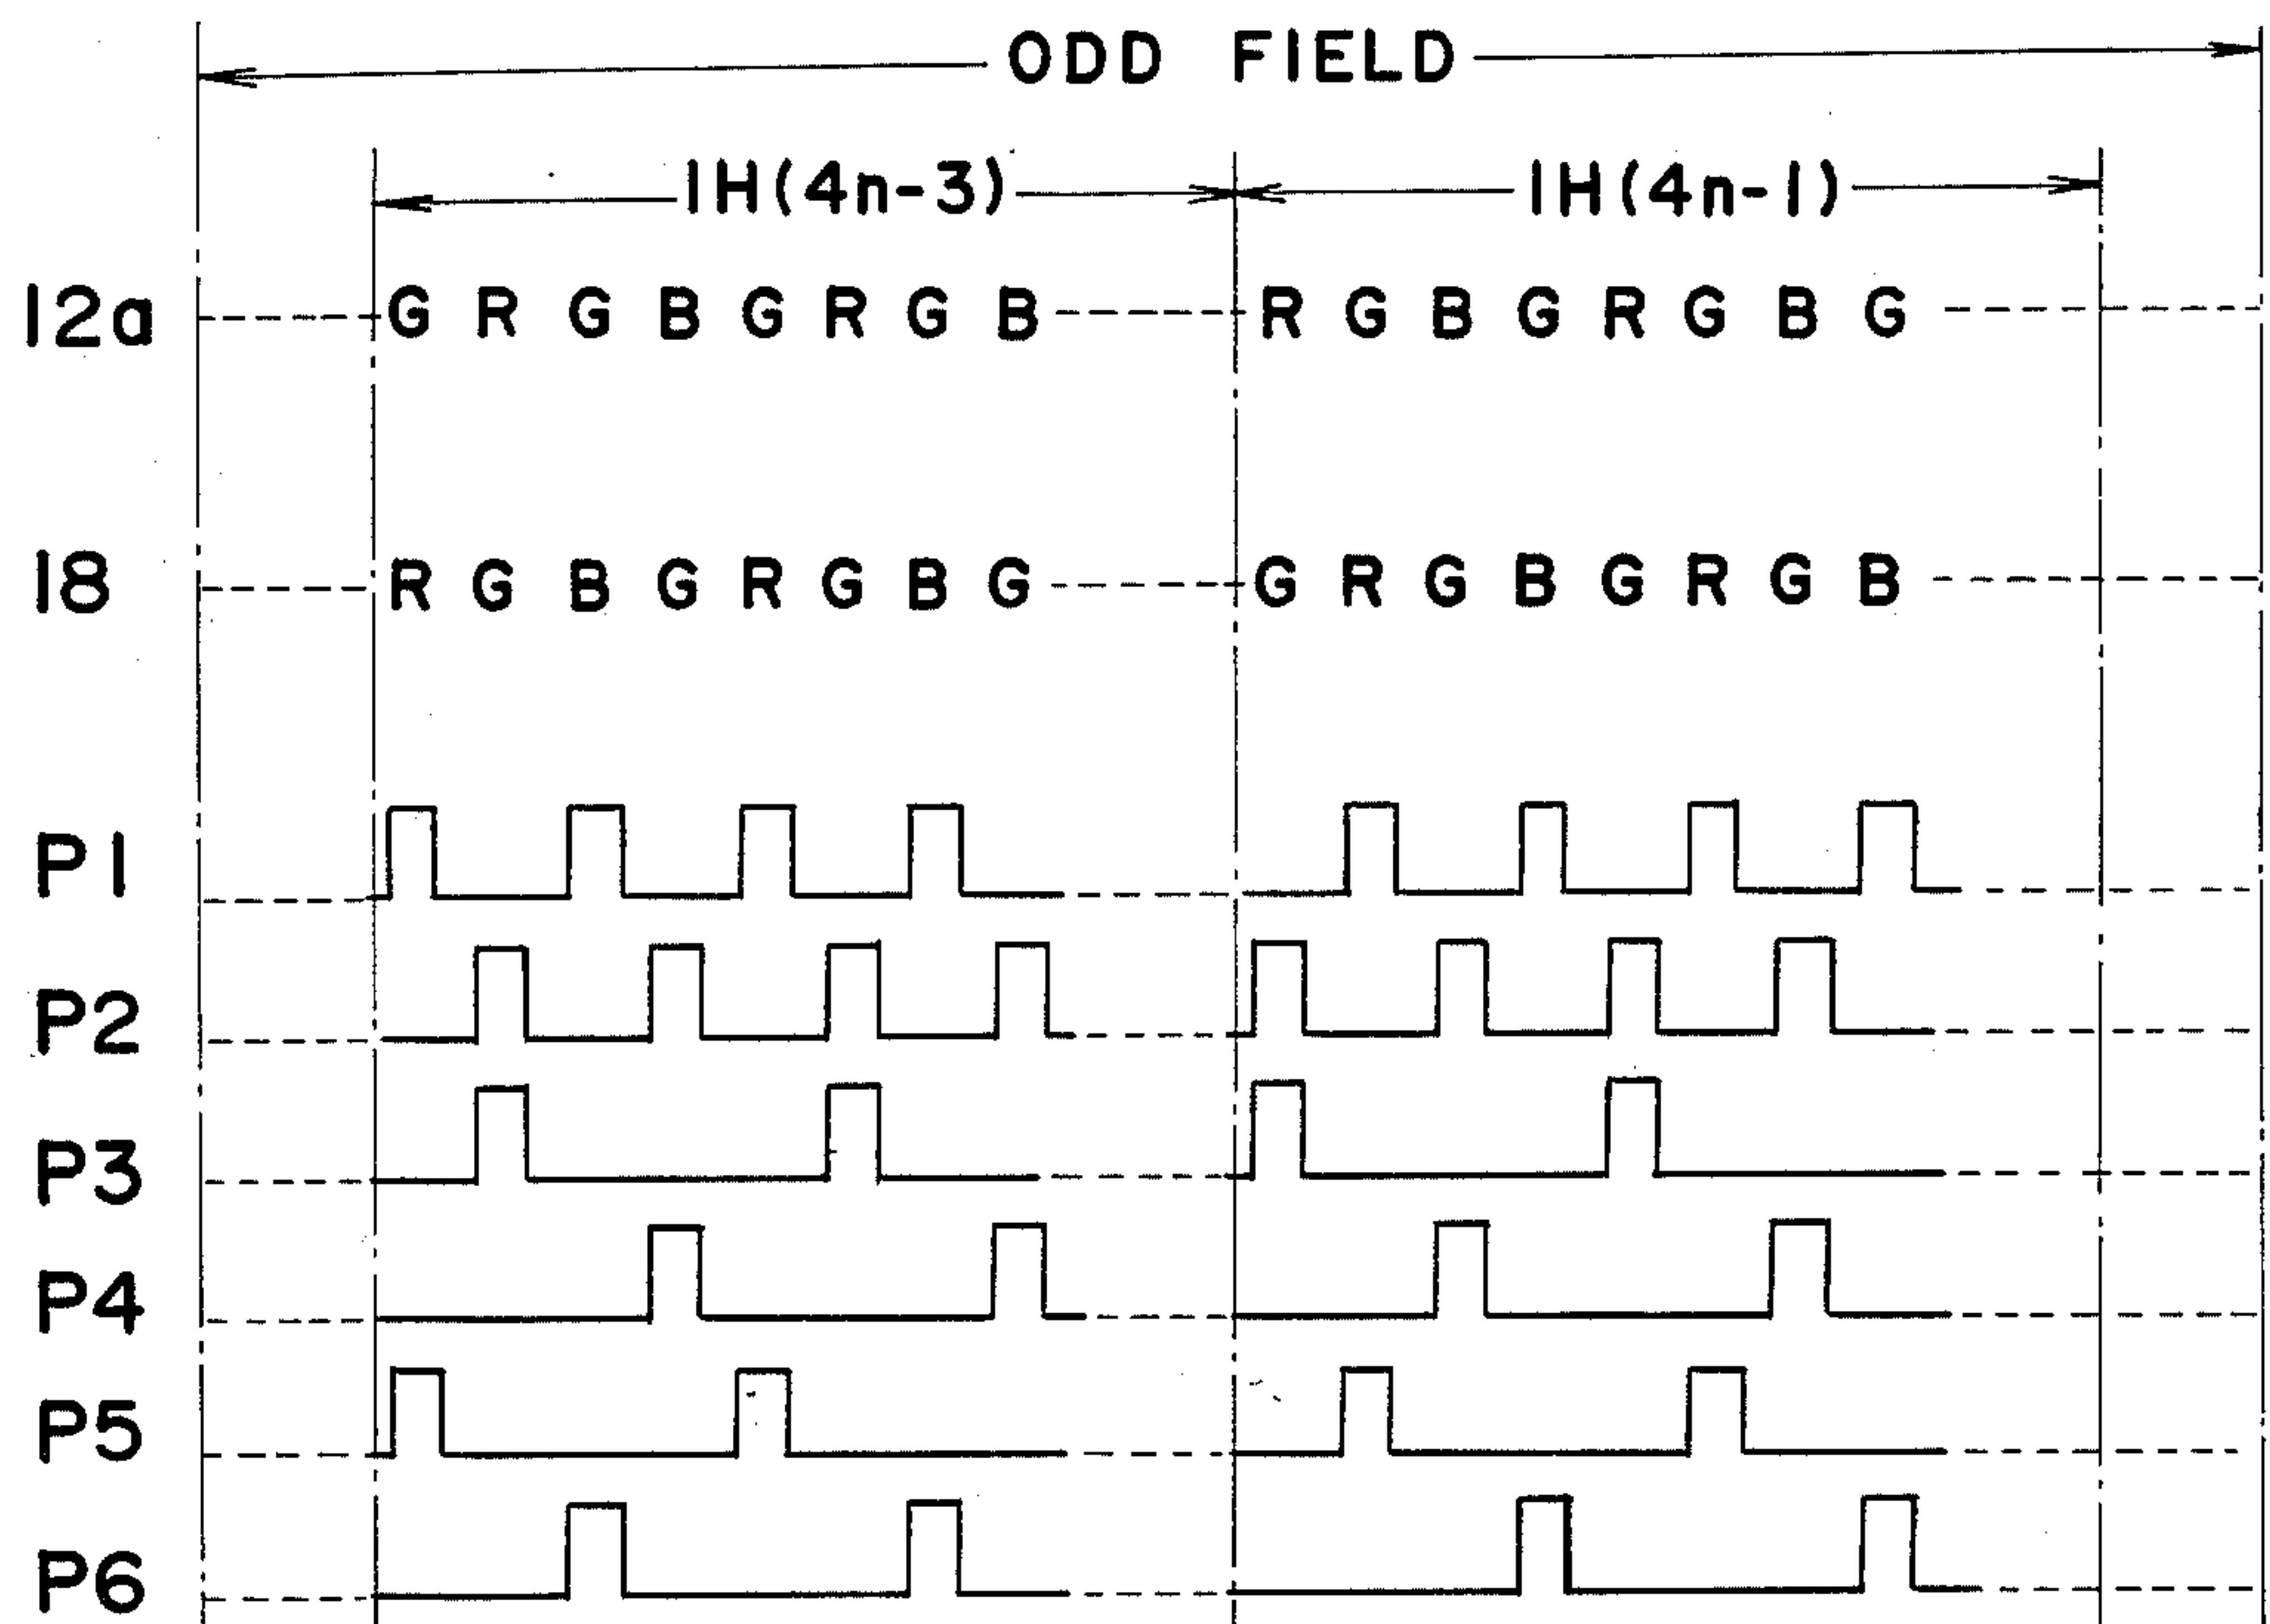 ODD FIELD
1H(4n-3) 1H(4n-1)
12a G R G B G R G B R G B G R G B G
18 R G B G R G B G G R G B G R G B
P1
P2
P3
P4
P5
P6